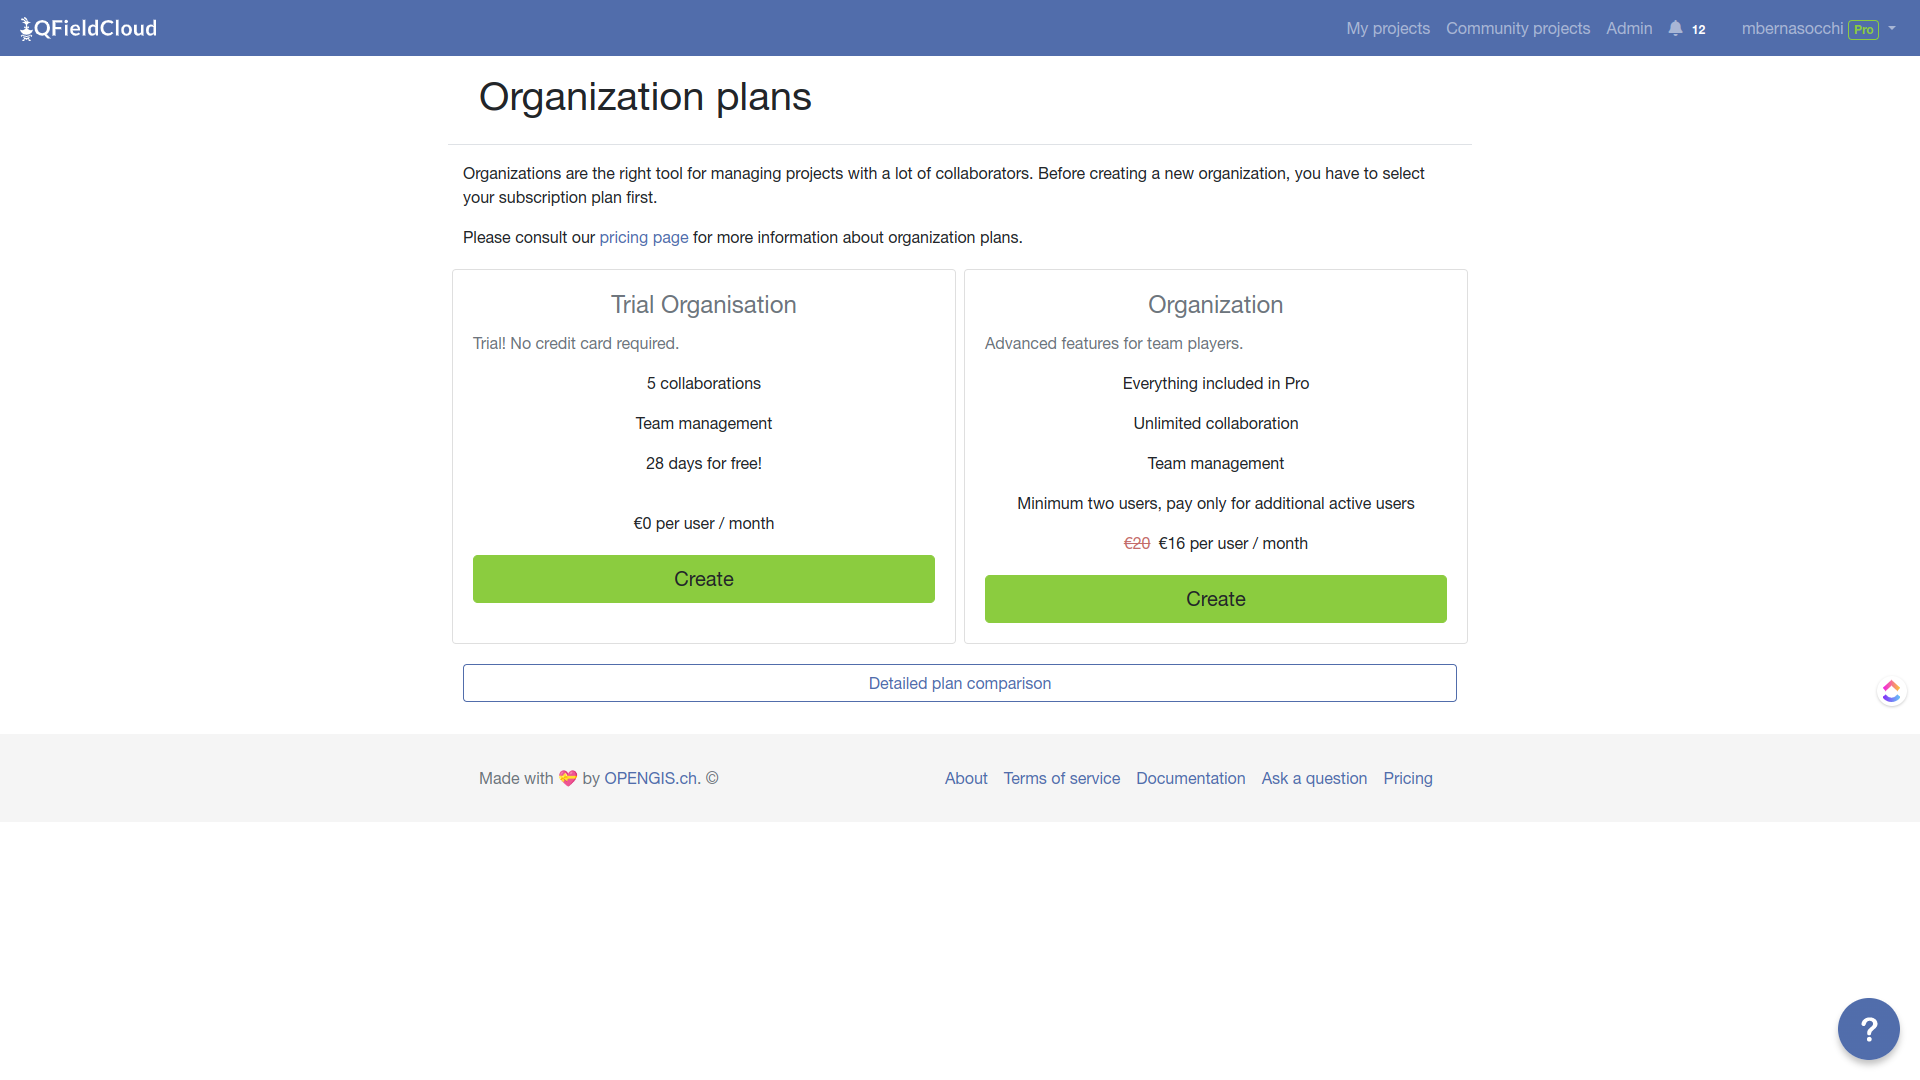 QFieldCloud
My projects Community projects Admin 12 mbernasocchi Pro
Organization plans
Organizations are the right tool for managing projects with a lot of collaborators. Before creating a new organization, you have to select
your subscription plan first.
Please consult our pricing page for more information about organization plans.
Trial Organisation
Trial! No credit card required.
5 collaborations
Team management
28 days for free!
€0 per user / month
Create
Organization
Advanced features for team players.
Everything included in Pro
Unlimited collaboration
Team management
Minimum two users, pay only for additional active users
€20 €16 per user / month
Create
Detailed plan comparison
Made with 💝 by OPENGIS.ch. ©
About Terms of service Documentation Ask a question Pricing
?